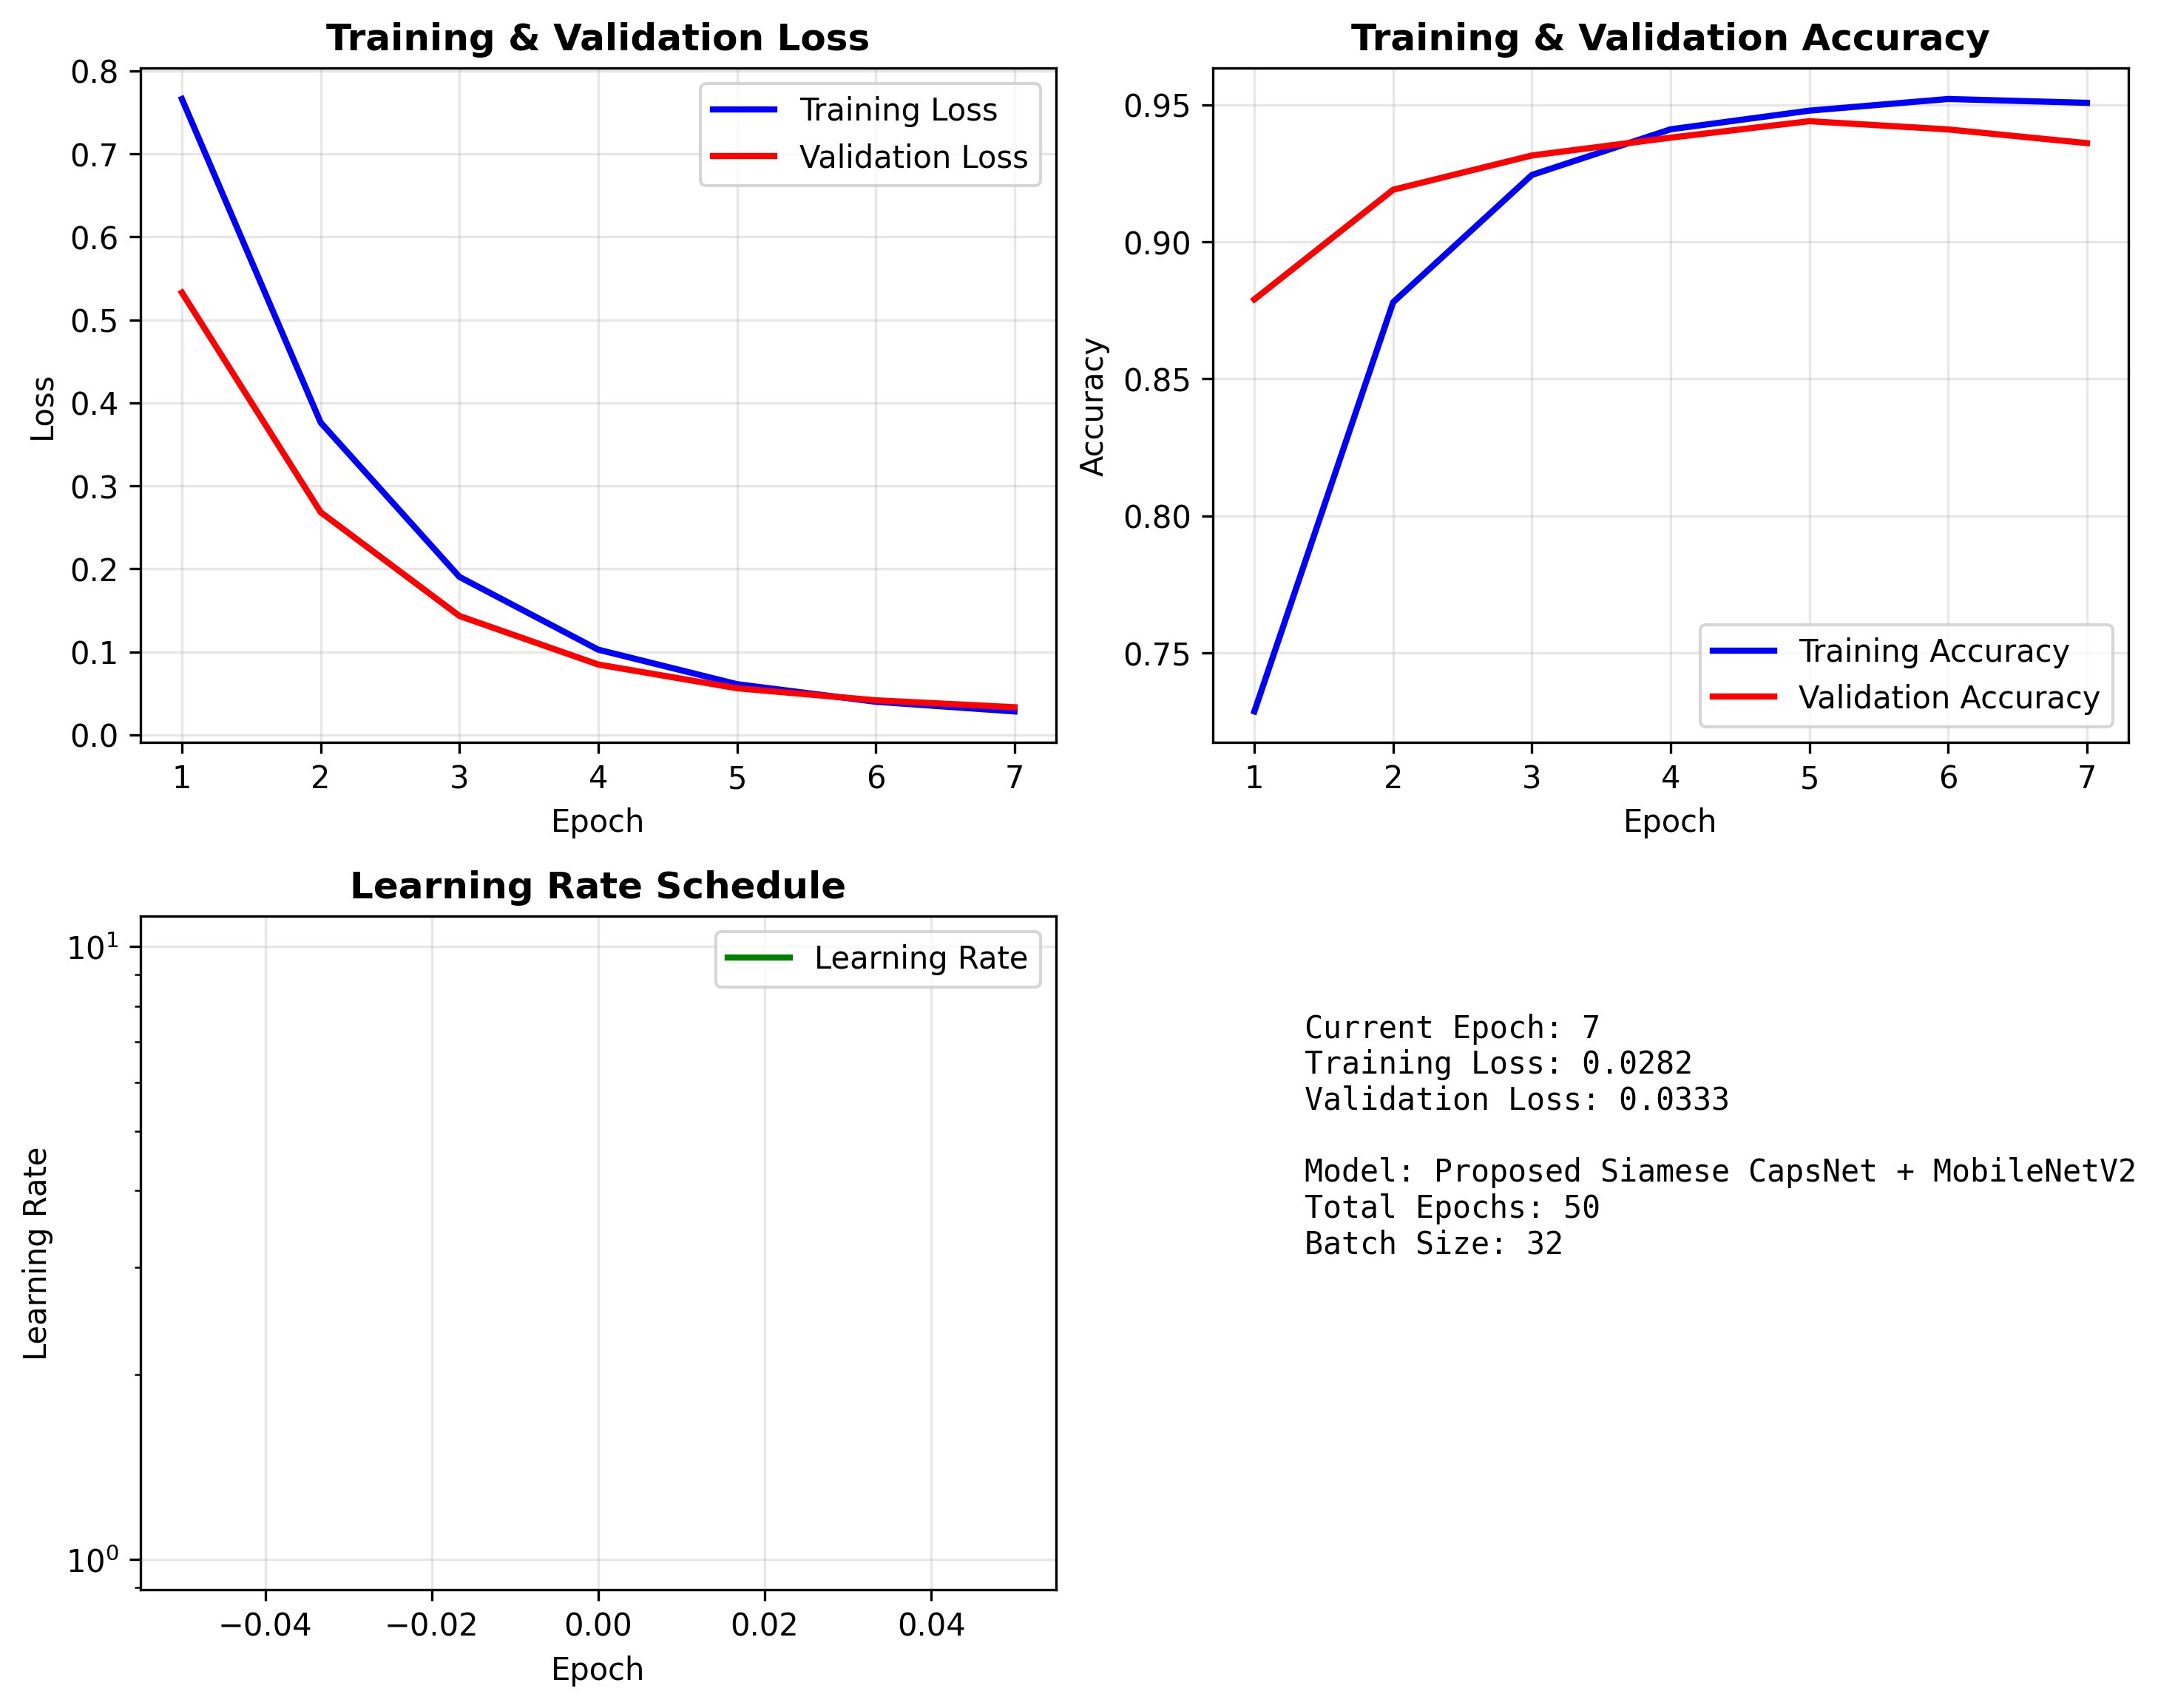 Training & Validation Loss
0.8
0.7
0.6
0.5
0.4
0.3
0.2
0.1
0.0
Loss
Training Loss
Validation Loss
1 2 3 4 5 6 7
Epoch
Training & Validation Accuracy
0.95
0.90
0.85
0.80
0.75
Accuracy
Training Accuracy
Validation Accuracy
1 2 3 4 5 6 7
Epoch
Learning Rate Schedule
10¹
10⁰
Learning Rate
Learning Rate
−0.04 −0.02 0.00 0.02 0.04
Epoch
Current Epoch: 7
Training Loss: 0.0282
Validation Loss: 0.0333
Model: Proposed Siamese CapsNet + MobileNetV2
Total Epochs: 50
Batch Size: 32